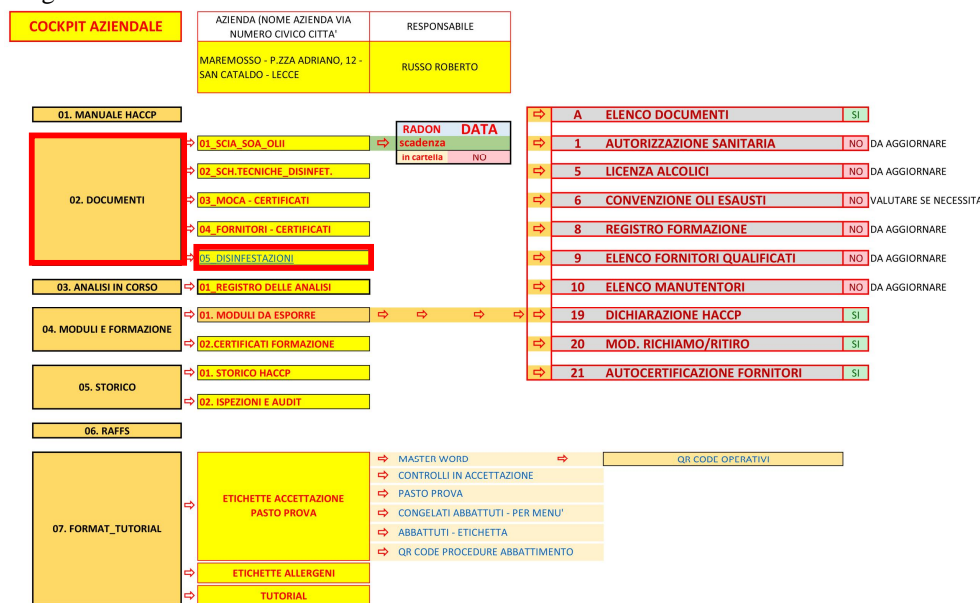 COCKPIT AZIENDALE
AZIENDA (NOME AZIENDA VIA
NUMERO CIVICO CITTA'
RESPONSABILE
MAREMOSSO - P.ZZA ADRIANO, 12 -
SAN CATALDO - LECCE
RUSSO ROBERTO
01. MANUALE HACCP
⇨ A ELENCO DOCUMENTI SI
RADON DATA
scadenza
in cartella NO
02. DOCUMENTI
⇨ 01_SCIA_SOA_OLII ⇨
⇨ 1 AUTORIZZAZIONE SANITARIA NO DA AGGIORNARE
⇨ 02_SCH.TECNICHE_DISINFET.
⇨ 5 LICENZA ALCOLICI NO DA AGGIORNARE
⇨ 03_MOCA - CERTIFICATI
⇨ 6 CONVENZIONE OLI ESAUSTI NO VALUTARE SE NECESSITA
⇨ 04_FORNITORI - CERTIFICATI
⇨ 8 REGISTRO FORMAZIONE NO DA AGGIORNARE
⇨ 05_DISINFESTAZIONI
⇨ 9 ELENCO FORNITORI QUALIFICATI NO DA AGGIORNARE
03. ANALISI IN CORSO ⇨ 01_REGISTRO DELLE ANALISI
⇨ 10 ELENCO MANUTENTORI NO DA AGGIORNARE
04. MODULI E FORMAZIONE
⇨ 01. MODULI DA ESPORRE ⇨ ⇨ ⇨ ⇨
⇨ 19 DICHIARAZIONE HACCP SI
⇨ 02.CERTIFICATI FORMAZIONE
⇨ 20 MOD. RICHIAMO/RITIRO SI
05. STORICO
⇨ 01. STORICO HACCP
⇨ 21 AUTOCERTIFICAZIONE FORNITORI SI
⇨ 02. ISPEZIONI E AUDIT
06. RAFFS
07. FORMAT_TUTORIAL
⇨ ETICHETTE ACCETTAZIONE
PASTO PROVA
⇨ MASTER WORD ⇨ QR CODE OPERATIVI
⇨ CONTROLLI IN ACCETTAZIONE
⇨ PASTO PROVA
⇨ CONGELATI ABBATTUTI - PER MENU'
⇨ ABBATTUTI - ETICHETTA
⇨ QR CODE PROCEDURE ABBATTIMENTO
⇨ ETICHETTE ALLERGENI
⇨ TUTORIAL